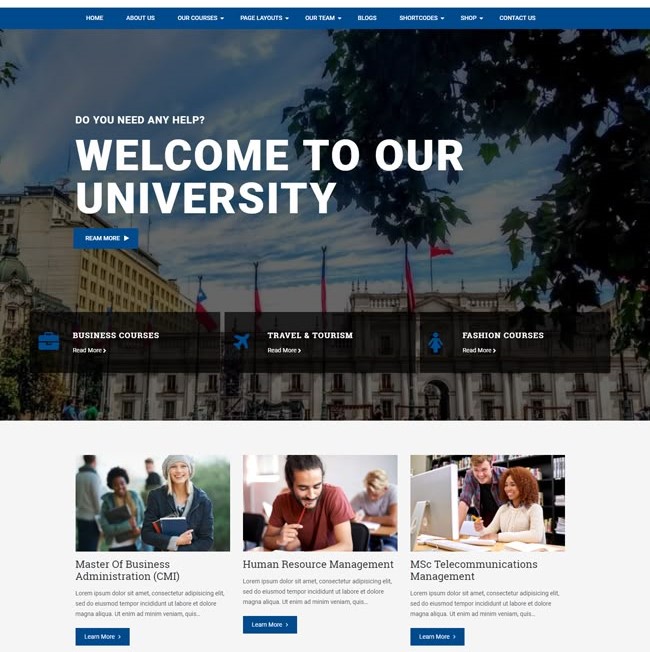 HOME ABOUT US OUR COURSES PAGE LAYOUTS OUR TEAM BLOGS SHORTCODES SHOP CONTACT US
DO YOU NEED ANY HELP?
WELCOME TO OUR
UNIVERSITY
REAM MORE
BUSINESS COURSES
Read More
TRAVEL & TOURISM
Read More
FASHION COURSES
Read More
Master Of Business
Administration (CMI)
Lorem ipsum dolor sit amet, consectetur adipisicing elit,
sed do eiusmod tempor incididunt ut labore et dolore
magna aliqua. Ut enim ad minim veniam, quis...
Learn More
Human Resource Management
Lorem ipsum dolor sit amet, consectetur adipisicing elit,
sed do eiusmod tempor incididunt ut labore et dolore
magna aliqua. Ut enim ad minim veniam, quis...
Learn More
MSc Telecommunications
Management
Lorem ipsum dolor sit amet, consectetur adipisicing elit,
sed do eiusmod tempor incididunt ut labore et dolore
magna aliqua. Ut enim ad minim veniam, quis...
Learn More